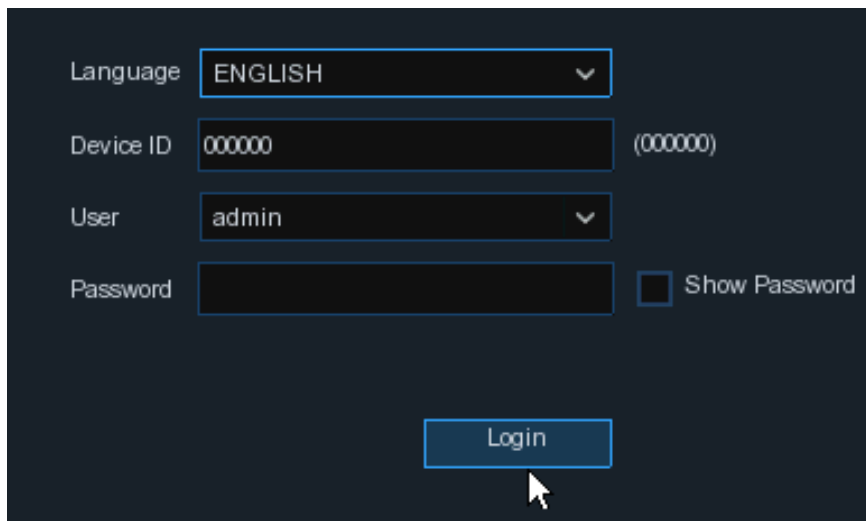 Language ENGLISH
Device ID 000000 (000000)
User admin
Password Show Password
Login